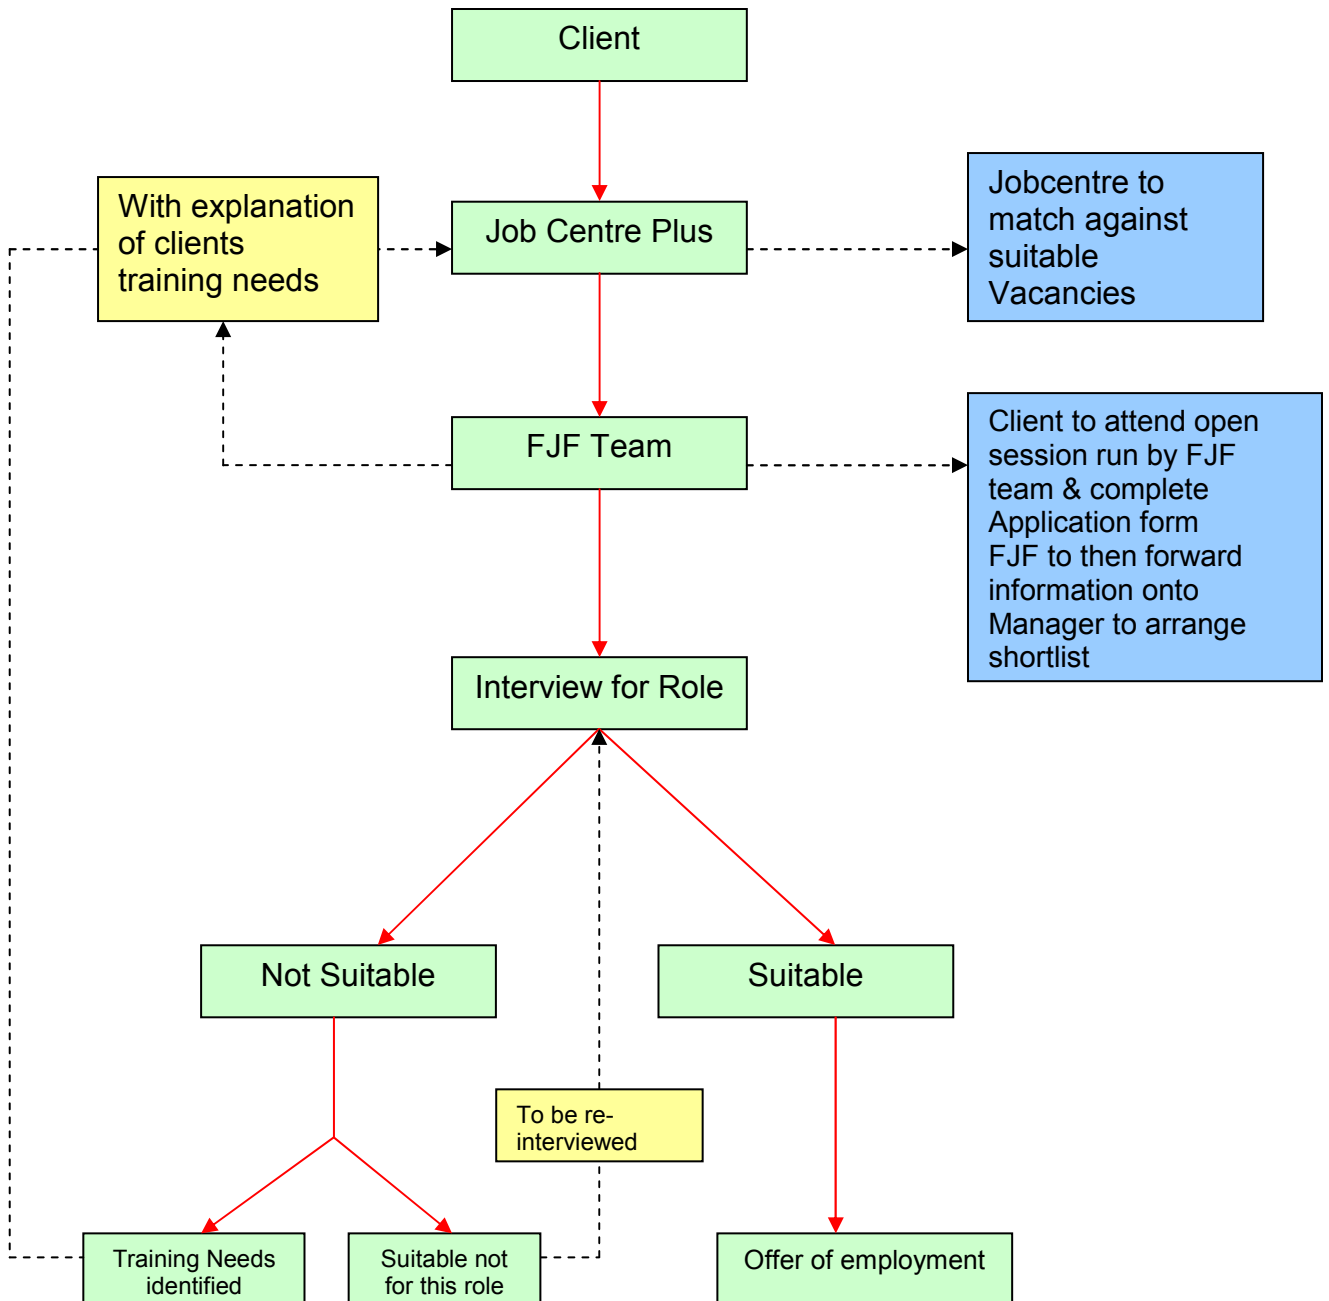 Client
With explanation
of clients
training needs
Job Centre Plus
Jobcentre to
match against
suitable
Vacancies
FJF Team
Client to attend open
session run by FJF
team & complete
Application form
FJF to then forward
information onto
Manager to arrange
shortlist
Interview for Role
Not Suitable
Suitable
To be re-
interviewed
Training Needs
identified
Suitable not
for this role
Offer of employment